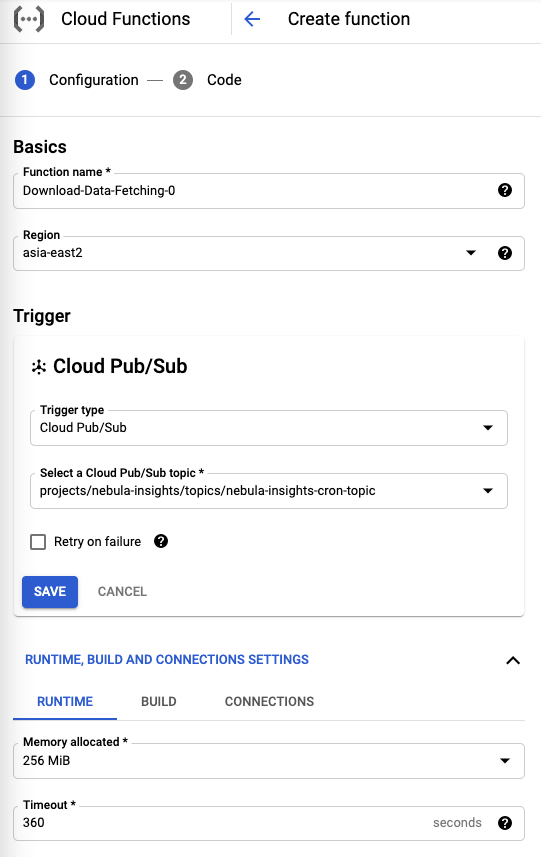 Cloud Functions
Create function
1 Configuration — 2 Code
Basics
Function name *
Download-Data-Fetching-0
Region
asia-east2
Trigger
Cloud Pub/Sub
Trigger type
Cloud Pub/Sub
Select a Cloud Pub/Sub topic *
projects/nebula-insights/topics/nebula-insights-cron-topic
Retry on failure
SAVE CANCEL
RUNTIME, BUILD AND CONNECTIONS SETTINGS
RUNTIME BUILD CONNECTIONS
Memory allocated *
256 MiB
Timeout *
360 seconds